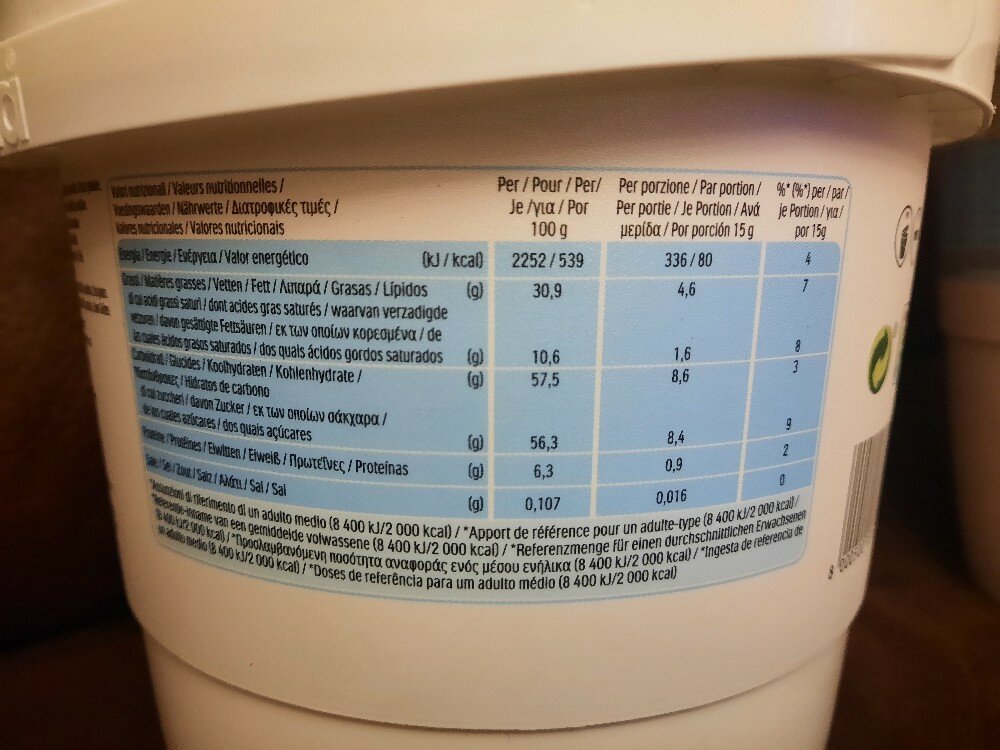 Valori nutrizionali / Valeurs nutritionnelles /
Voedingswaarden / Nährwerte / Διατροφικές τιμές /
Valores nutricionales / Valores nutricionais
Per / Pour / Per/
Je /για / Por
100 g
Per porzione / Par portion /
Per portie / Je Portion / Ανά
μερίδα / Por porción 15 g
%* (%*) per / par /
je Portion / για /
por 15g
Energia / Energie / Ενέργεια / Valor energético (kJ / kcal) 2252 / 539 336 / 80 4
Grassi / Matières grasses / Vetten / Fett / Λιπαρά / Grasas / Lípidos (g) 30,9 4,6 7
di cui acidi grassi saturi / dont acides gras saturés / waarvan verzadigde
vetzuren / davon gesättigte Fettsäuren / εκ των οποίων κορεσμένα / de
las cuales ácidos grasos saturados / dos quais ácidos gordos saturados (g) 10,6 1,6 8
Carboidrati / Glucides / Koolhydraten / Kohlenhydrate / (g) 57,5 8,6 3
Υδατάνθρακες / Hidratos de carbono
di cui zuccheri / davon Zucker / εκ των οποίων σάκχαρα /
de los cuales azúcares / dos quais açúcares (g) 56,3 8,4 9
Proteine / Protéines / Eiwitten / Eiweiß / Πρωτεΐνες / Proteínas (g) 6,3 0,9 2
Sale / Sel / Zout / Salz / Αλάτι / Sal / Sal (g) 0,107 0,016 0
*Assunzioni di riferimento di un adulto medio (8 400 kJ/2 000 kcal) / *Apport de référence pour un adulte-type (8 400 kJ/2 000 kcal) /
*Referentie-inname van een gemiddelde volwassene (8 400 kJ/2 000 kcal) / *Referenzmenge für einen durchschnittlichen Erwachsenen
(8 400 kJ/2 000 kcal) / *Προσλαμβανόμενη ποσότητα αναφοράς ενός μέσου ενήλικα (8 400 kJ/2 000 kcal) / *Ingesta de referencia de
un adulto medio (8 400 kJ/2 000 kcal) / *Doses de referência para um adulto médio (8 400 kJ/2 000 kcal)